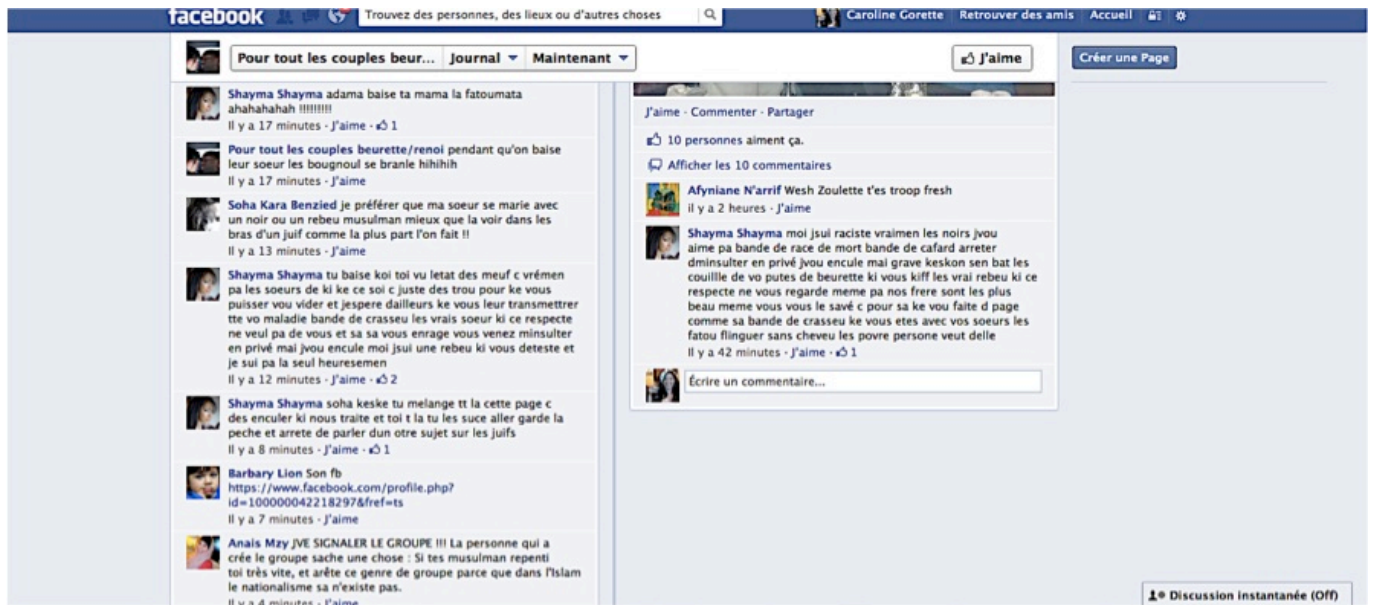 facebook
Trouvez des personnes, des lieux ou d'autres choses
Caroline Gorette Retrouver des amis Accueil
Pour tout les couples beur... Journal Maintenant
J'aime
Créer une Page
Shayma Shayma adama baise ta mama la fatoumata
ahahahahah !!!!!!!!!
Il y a 17 minutes · J'aime · 1
Pour tout les couples beurette/renoi pendant qu'on baise
leur soeur les bougnoul se branle hihihih
Il y a 17 minutes · J'aime
Soha Kara Benzied je préférer que ma soeur se marie avec
un noir ou un rebeu musulman mieux que la voir dans les
bras d'un juif comme la plus part l'on fait !!
Il y a 13 minutes · J'aime
Shayma Shayma tu baise koi toi vu letat des meuf c vrémen
pa les soeurs de ki ke ce soi c juste des trou pour ke vous
puisser vou vider et jespere dailleurs ke vous leur transmettrer
tte vo maladie bande de crasseu les vrais soeur ki ce respecte
ne veul pa de vous et sa sa vous enrage vous venez minsulter
en privé mai jvou encule moi jsui une rebeu ki vous deteste et
je sui pa la seul heuresemen
Il y a 12 minutes · J'aime · 2
Shayma Shayma soha keske tu melange tt la cette page c
des enculer ki nous traite et toi t la tu les suce aller garde la
peche et arrete de parler dun otre sujet sur les juifs
Il y a 8 minutes · J'aime · 1
Barbary Lion Son fb
https://www.facebook.com/profile.php?
id=100000042218297&fref=ts
Il y a 7 minutes · J'aime
Anais Mzy JVE SIGNALER LE GROUPE !!! La personne qui a
crée le groupe sache une chose : Si tes musulman repenti
toi très vite, et arête ce genre de groupe parce que dans l'Islam
le nationalisme sa n'existe pas.
Il y a 4 minutes · J'aime
J'aime · Commenter · Partager
10 personnes aiment ça.
Afficher les 10 commentaires
Afyniane N'arrif Wesh Zoulette t'es troop fresh
il y a 2 heures · J'aime
Shayma Shayma moi jsui raciste vraimen les noirs jvou
aime pa bande de race de mort bande de cafard arreter
dminsulter en privé jvou encule mai grave keskon sen bat les
couillle de vo putes de beurette ki vous kiff les vrai rebeu ki ce
respecte ne vous regarde meme pa nos frere sont les plus
beau meme vous vous le savé c pour sa ke vou faite d page
comme sa bande de crasseu ke vous etes avec vos soeurs les
fatou flinguer sans cheveu les povre persone veut delle
Il y a 42 minutes · J'aime · 1
Écrire un commentaire...
Discussion instantanée (Off)